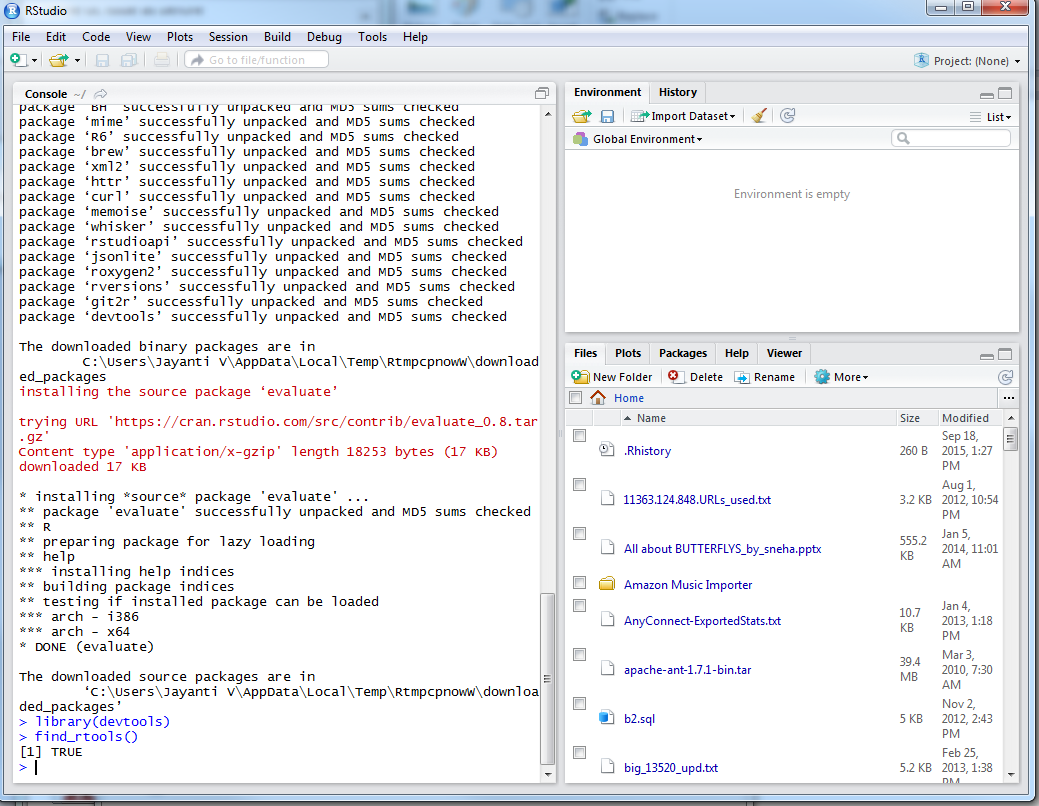 RStudio
File Edit Code View Plots Session Build Debug Tools Help
Go to file/function
Project: (None)
Console ~/
package ‘BH’ successfully unpacked and MD5 sums checked
package ‘mime’ successfully unpacked and MD5 sums checked
package ‘R6’ successfully unpacked and MD5 sums checked
package ‘brew’ successfully unpacked and MD5 sums checked
package ‘xml2’ successfully unpacked and MD5 sums checked
package ‘httr’ successfully unpacked and MD5 sums checked
package ‘curl’ successfully unpacked and MD5 sums checked
package ‘memoise’ successfully unpacked and MD5 sums checked
package ‘whisker’ successfully unpacked and MD5 sums checked
package ‘rstudioapi’ successfully unpacked and MD5 sums checked
package ‘jsonlite’ successfully unpacked and MD5 sums checked
package ‘roxygen2’ successfully unpacked and MD5 sums checked
package ‘rversions’ successfully unpacked and MD5 sums checked
package ‘git2r’ successfully unpacked and MD5 sums checked
package ‘devtools’ successfully unpacked and MD5 sums checked
The downloaded binary packages are in
C:\Users\Jayanti V\AppData\Local\Temp\RtmpcpnowW\download
ed_packages
installing the source package ‘evaluate’
trying URL 'https://cran.rstudio.com/src/contrib/evaluate_0.8.tar
.gz'
Content type 'application/x-gzip' length 18253 bytes (17 KB)
downloaded 17 KB
* installing *source* package 'evaluate' ...
** package 'evaluate' successfully unpacked and MD5 sums checked
** R
** preparing package for lazy loading
** help
*** installing help indices
** building package indices
** testing if installed package can be loaded
*** arch - i386
*** arch - x64
* DONE (evaluate)
The downloaded source packages are in
‘C:\Users\Jayanti V\AppData\Local\Temp\RtmpcpnowW\downloa
ded_packages’
> library(devtools)
> find_rtools()
[1] TRUE
>
Environment History
Import Dataset List
Global Environment
Environment is empty
Files Plots Packages Help Viewer
New Folder Delete Rename More
Home
Name Size Modified
.Rhistory 260 B Sep 18, 2015, 1:27 PM
11363.124.848.URLs_used.txt 3.2 KB Aug 1, 2012, 10:54 PM
All about BUTTERFLYS_by_sneha.pptx 555.2 KB Jan 5, 2014, 11:01 AM
Amazon Music Importer
AnyConnect-ExportedStats.txt 10.7 KB Jan 4, 2013, 1:18 PM
apache-ant-1.7.1-bin.tar 39.4 MB Mar 3, 2010, 7:30 AM
b2.sql 5 KB Nov 2, 2012, 2:43 PM
big_13520_upd.txt 5.2 KB Feb 25, 2013, 1:38 PM